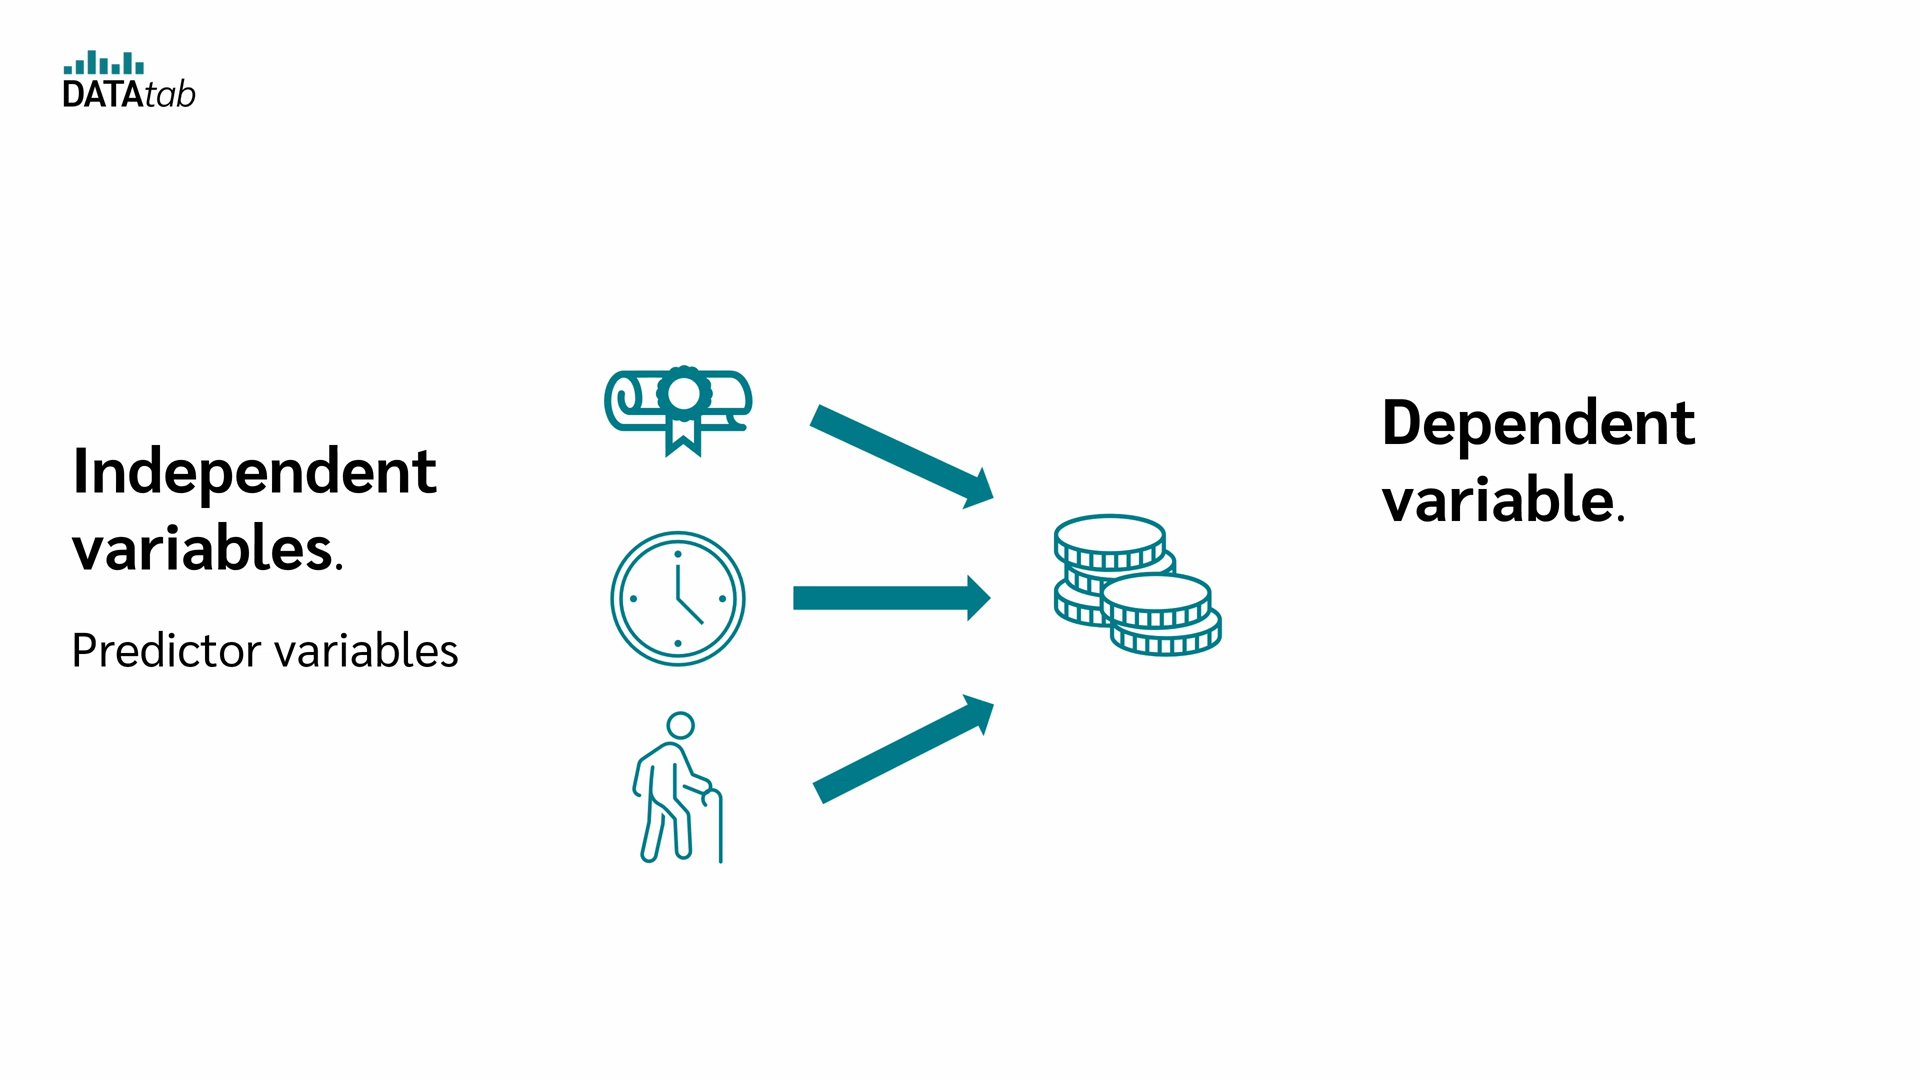 DATAtab
Independent
variables.
Predictor variables
Dependent
variable.